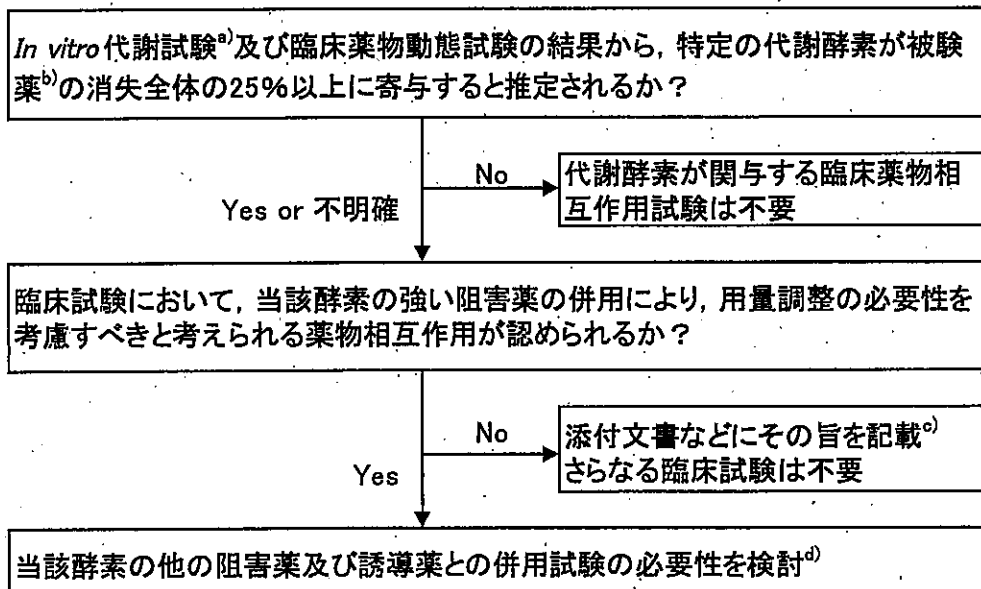 In vitro代謝試験a)及び臨床薬物動態試験の結果から，特定の代謝酵素が被験
薬b)の消失全体の25%以上に寄与すると推定されるか？
No
代謝酵素が関与する臨床薬物相
互作用試験は不要
Yes or 不明確
臨床試験において，当該酵素の強い阻害薬の併用により，用量調整の必要性を
考慮すべきと考えられる薬物相互作用が認められるか？
No
添付文書などにその旨を記載c)
さらなる臨床試験は不要
Yes
当該酵素の他の阻害薬及び誘導薬との併用試験の必要性を検討d)